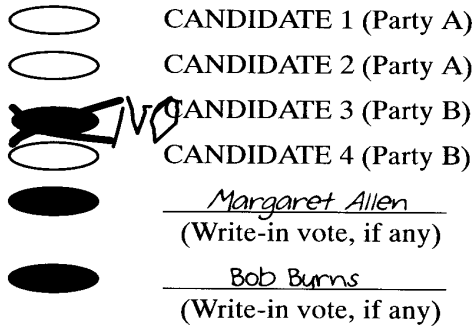 CANDIDATE 1 (Party A)
CANDIDATE 2 (Party A)
NO CANDIDATE 3 (Party B)
CANDIDATE 4 (Party B)
Margaret Allen
(Write-in vote, if any)
Bob Burns
(Write-in vote, if any)